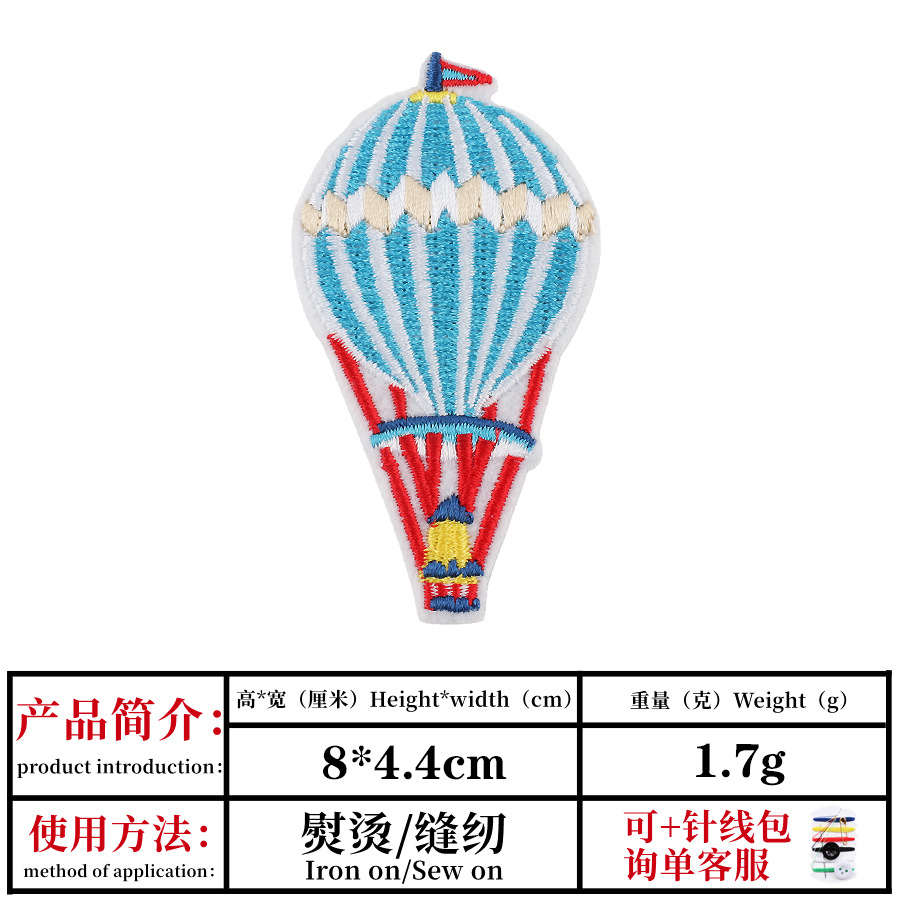 产品简介：
product introduction:
高*宽（厘米）Height*width（cm）
重量（克）Weight（g）
8*4.4cm
1.7g
使用方法：
method of application:
熨烫/缝纫
Iron on/Sew on
可+针线包
询单客服